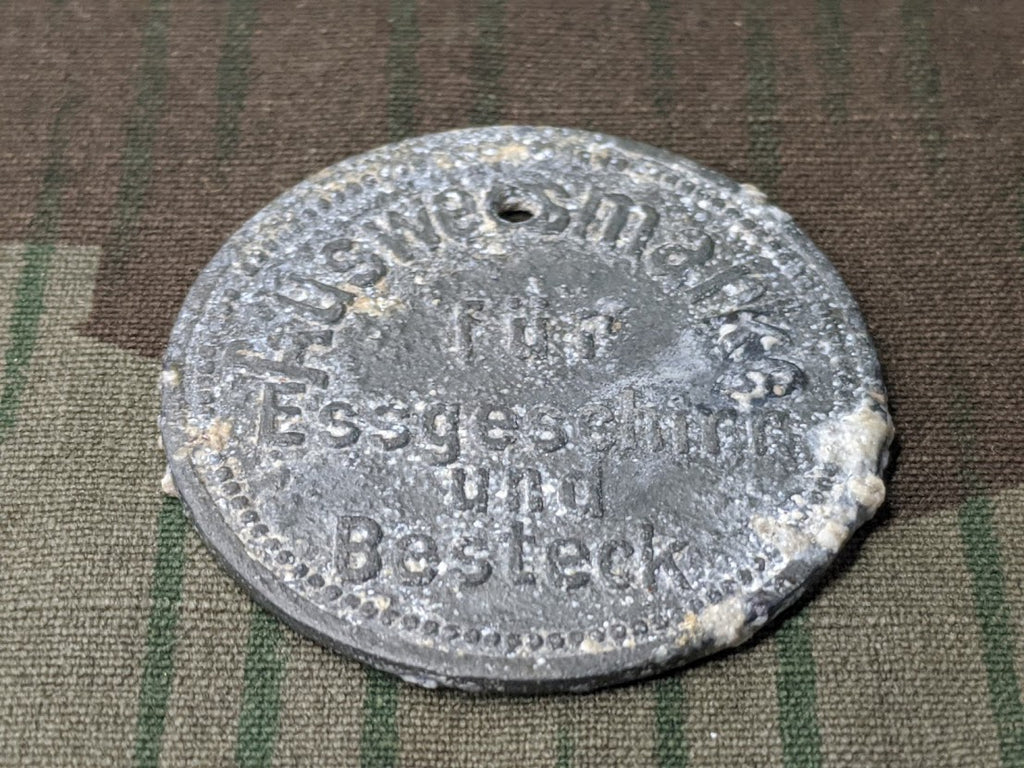 Ausweismarke
für
Essgeschirr
und
Besteck